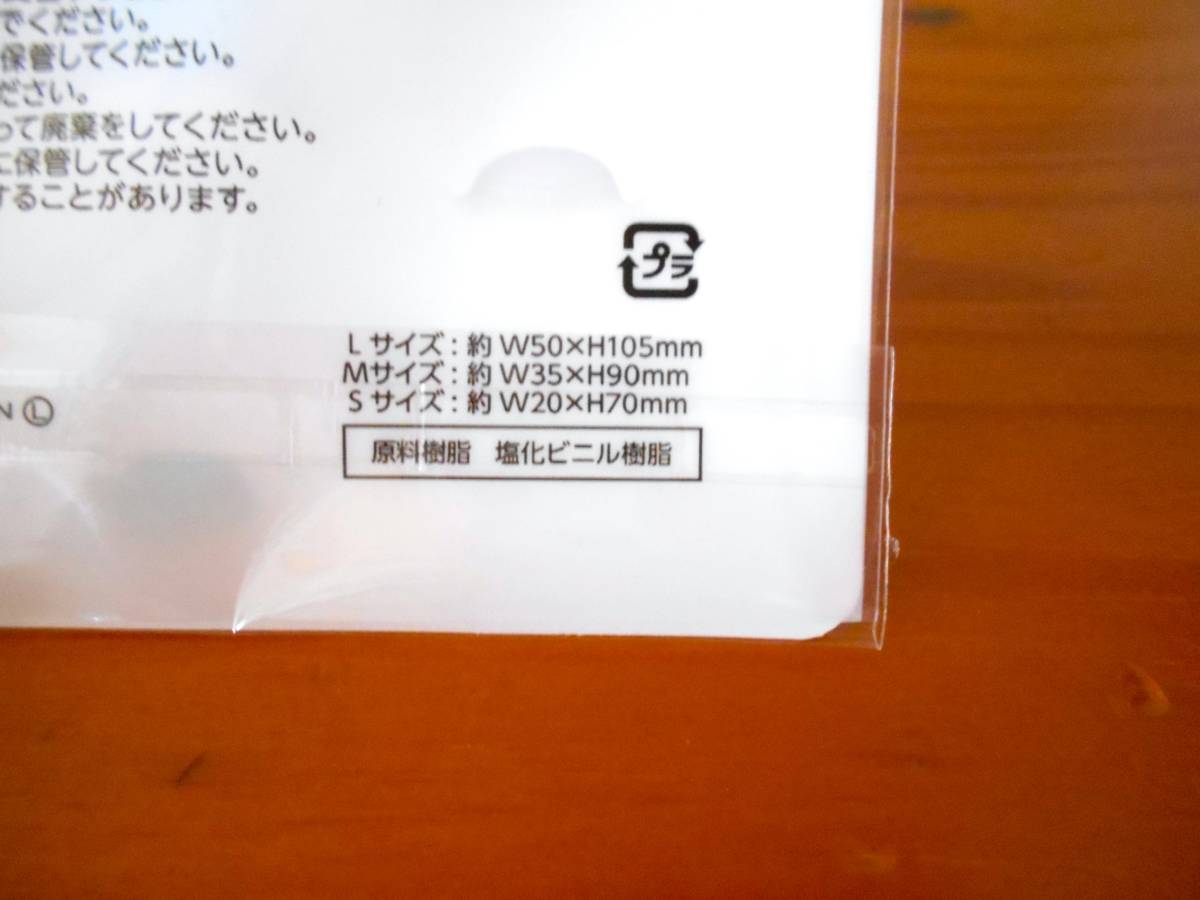 でください。
保管してください。
ださい。
って廃棄をしてください。
に保管してください。
することがあります。
プラ
L サイズ : 約 W50×H105mm
Mサイズ : 約 W35×H90mm
S サイズ : 約 W20×H70mm
N Ⓛ
原料樹脂 塩化ビニル樹脂